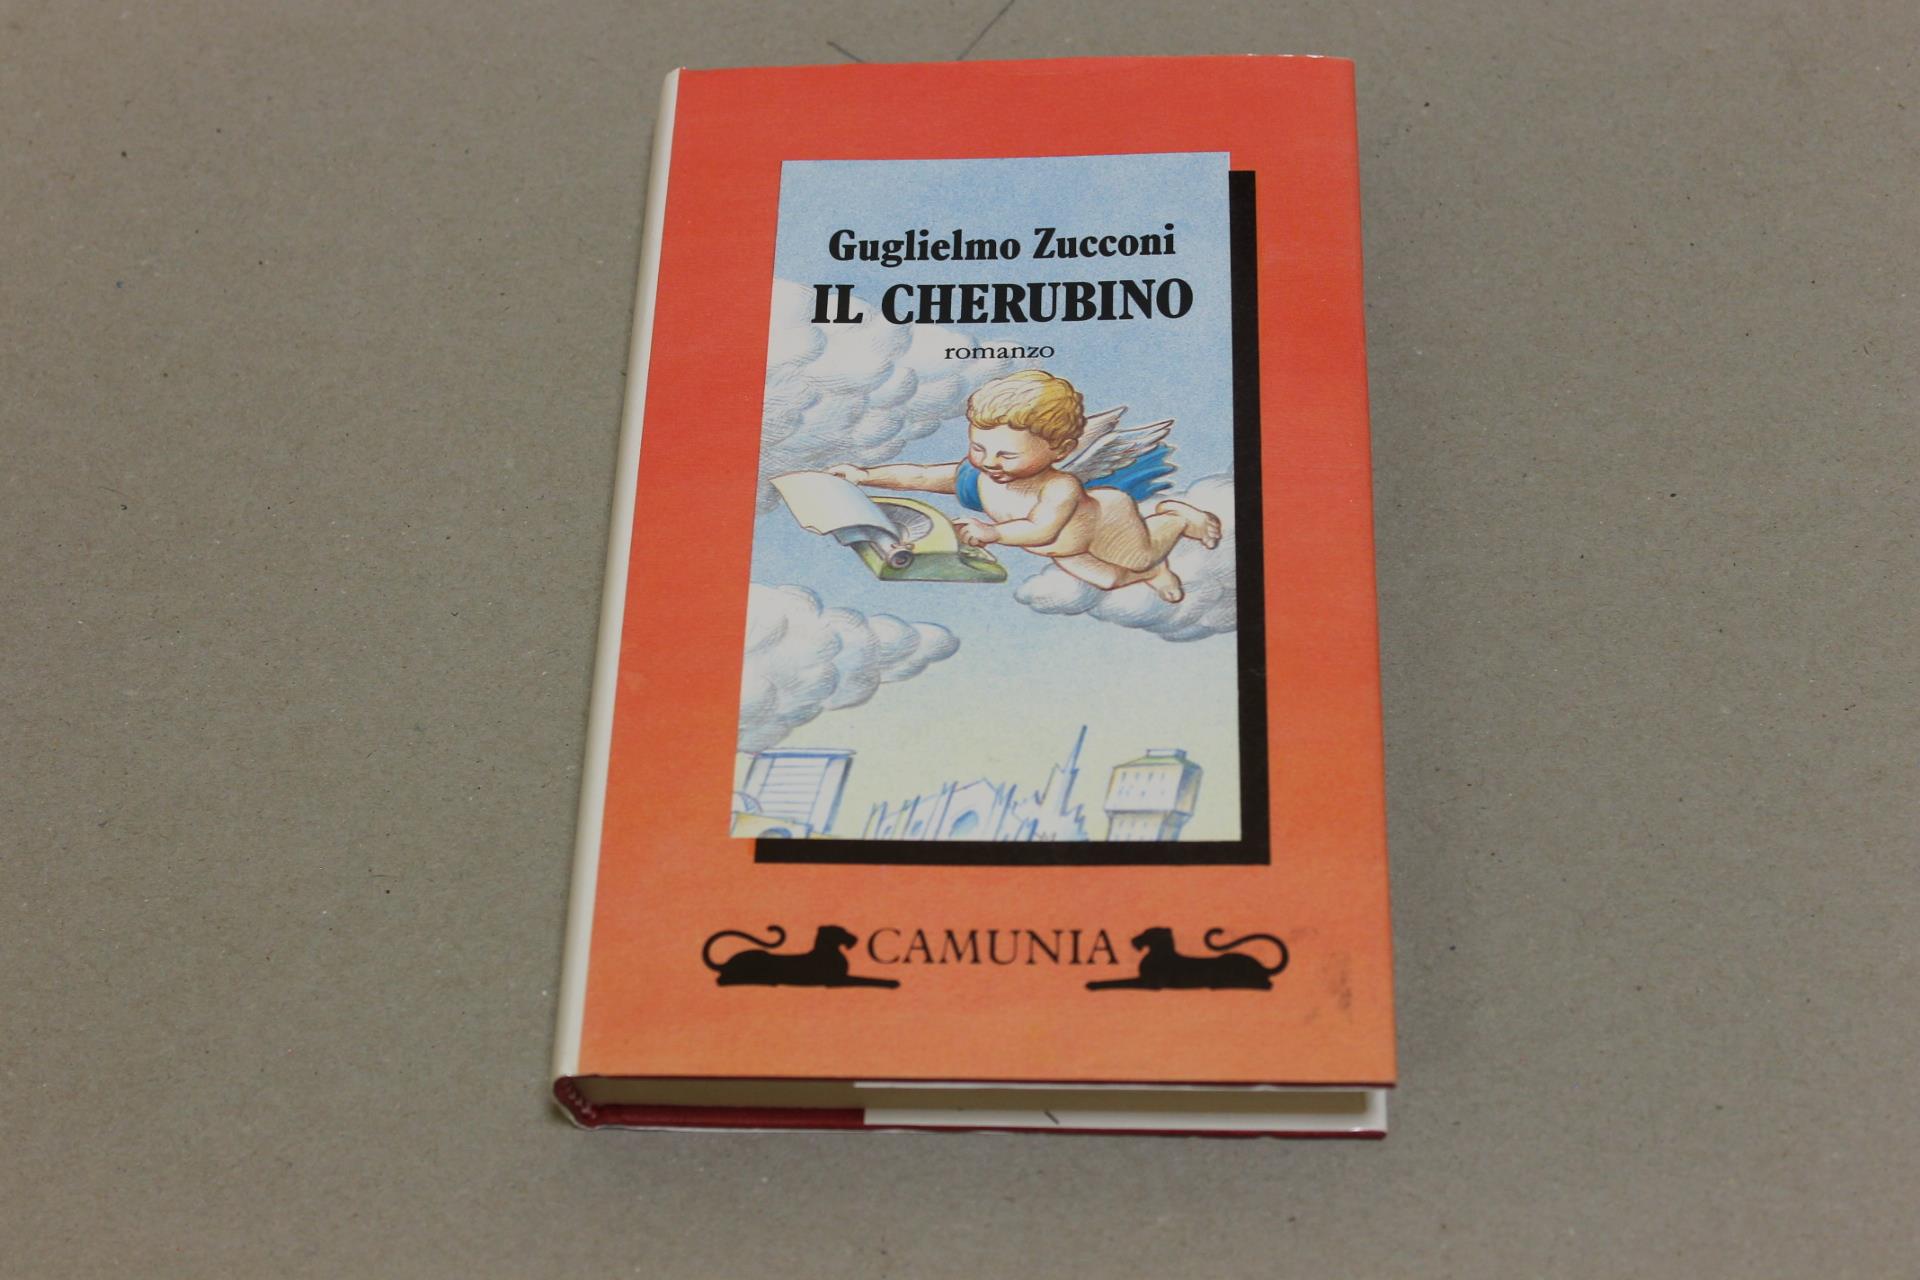 Guglielmo Zucconi
IL CHERUBINO
romanzo
CAMUNIA